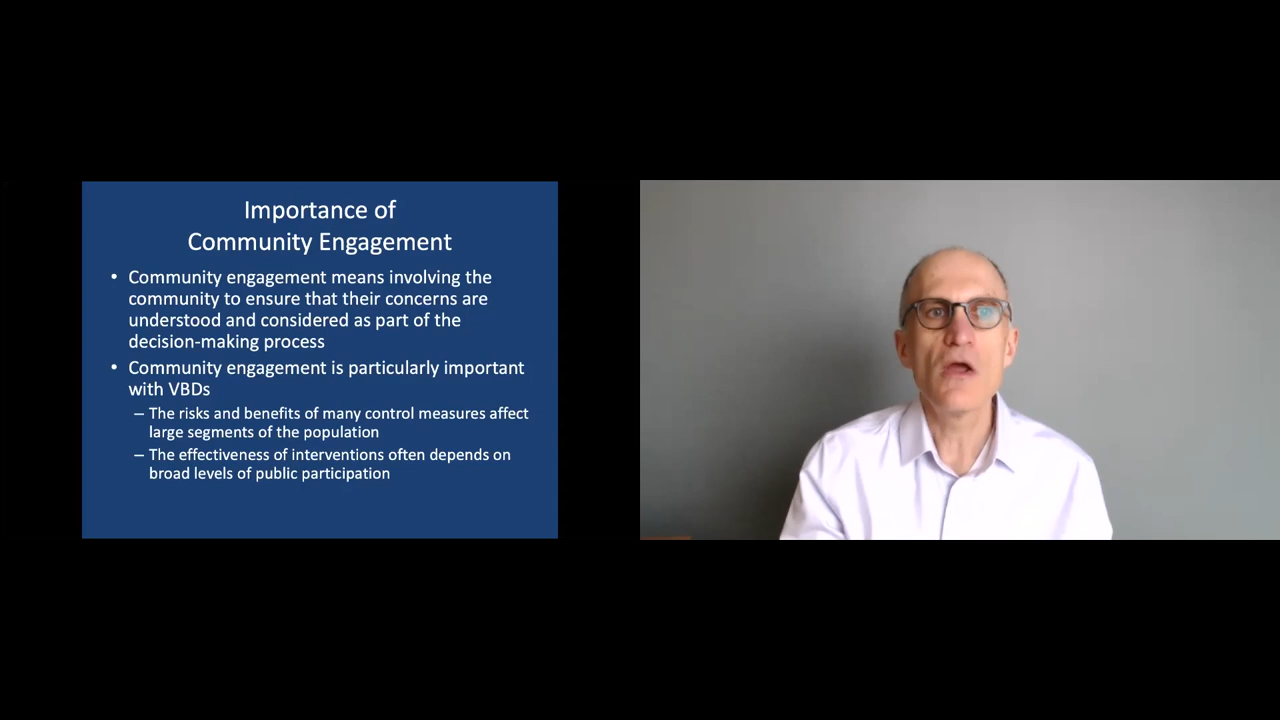 Importance of
Community Engagement
• Community engagement means involving the
community to ensure that their concerns are
understood and considered as part of the
decision-making process
• Community engagement is particularly important
with VBDs
– The risks and benefits of many control measures affect
large segments of the population
– The effectiveness of interventions often depends on
broad levels of public participation